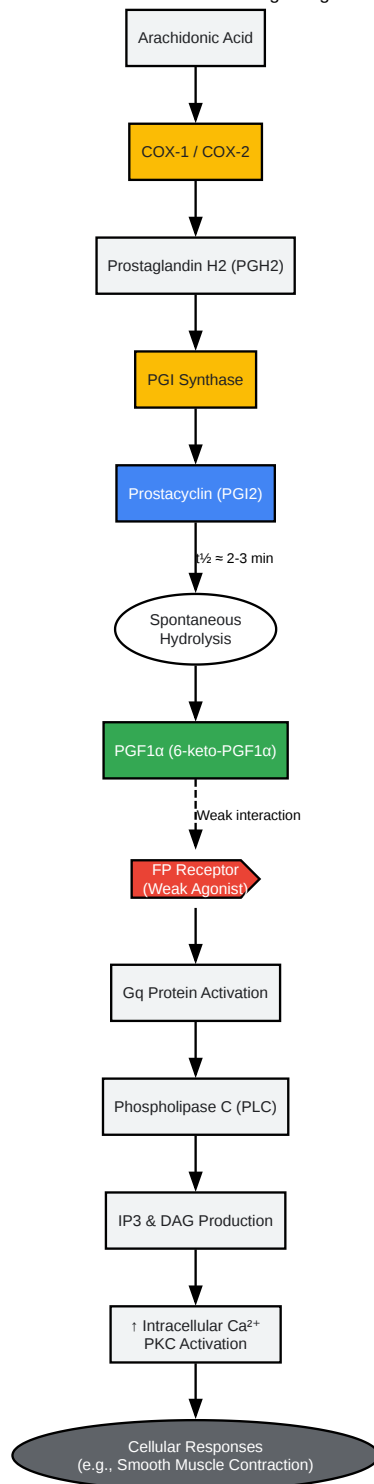 Arachidonic Acid
COX-1 / COX-2
Prostaglandin H2 (PGH2)
PGI Synthase
Prostacyclin (PGI2)
t½ ≈ 2-3 min
Spontaneous
Hydrolysis
PGF1α (6-keto-PGF1α)
Weak interaction
FP Receptor
(Weak Agonist)
Gq Protein Activation
Phospholipase C (PLC)
IP3 & DAG Production
↑ Intracellular Ca²⁺
PKC Activation
Cellular Responses
(e.g., Smooth Muscle Contraction)